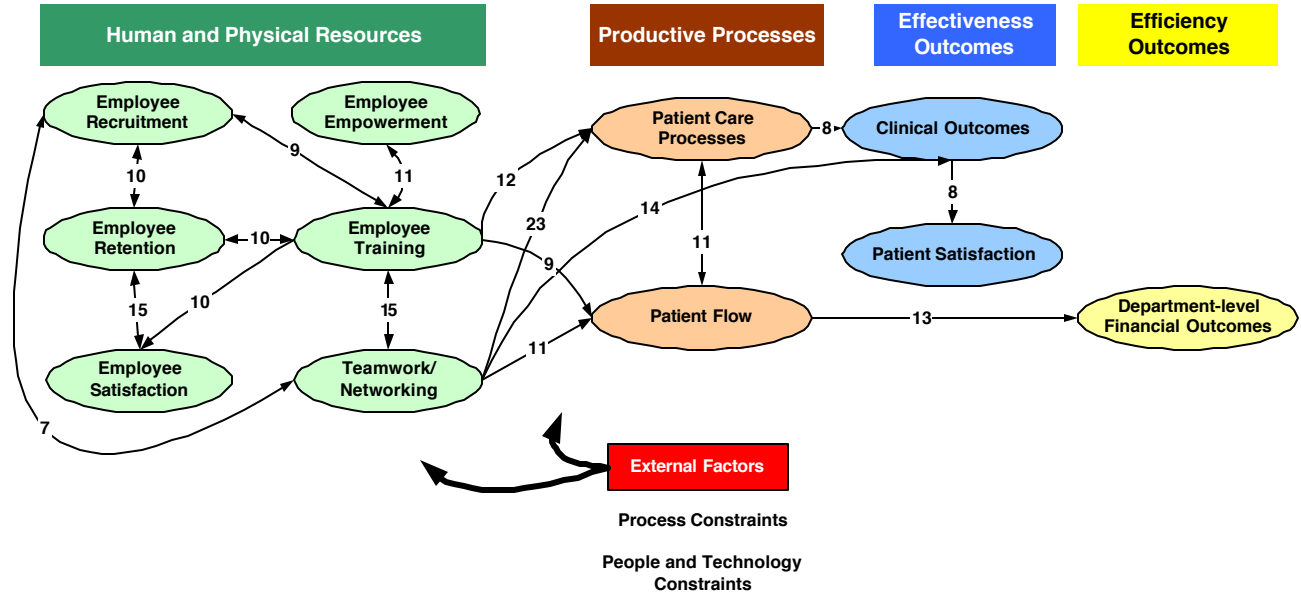 Human and Physical Resources
Productive Processes
Effectiveness
Outcomes
Efficiency
Outcomes
Employee
Recruitment
Employee
Empowerment
Patient Care
Processes
8
Clinical Outcomes
9
10
11
12
8
Employee
Retention
10
Employee
Training
23
14
11
Patient Satisfaction
9
15
10
15
Patient Flow
13
Department-level
Financial Outcomes
11
Employee
Satisfaction
Teamwork/
Networking
7
External Factors
Process Constraints
People and Technology
Constraints